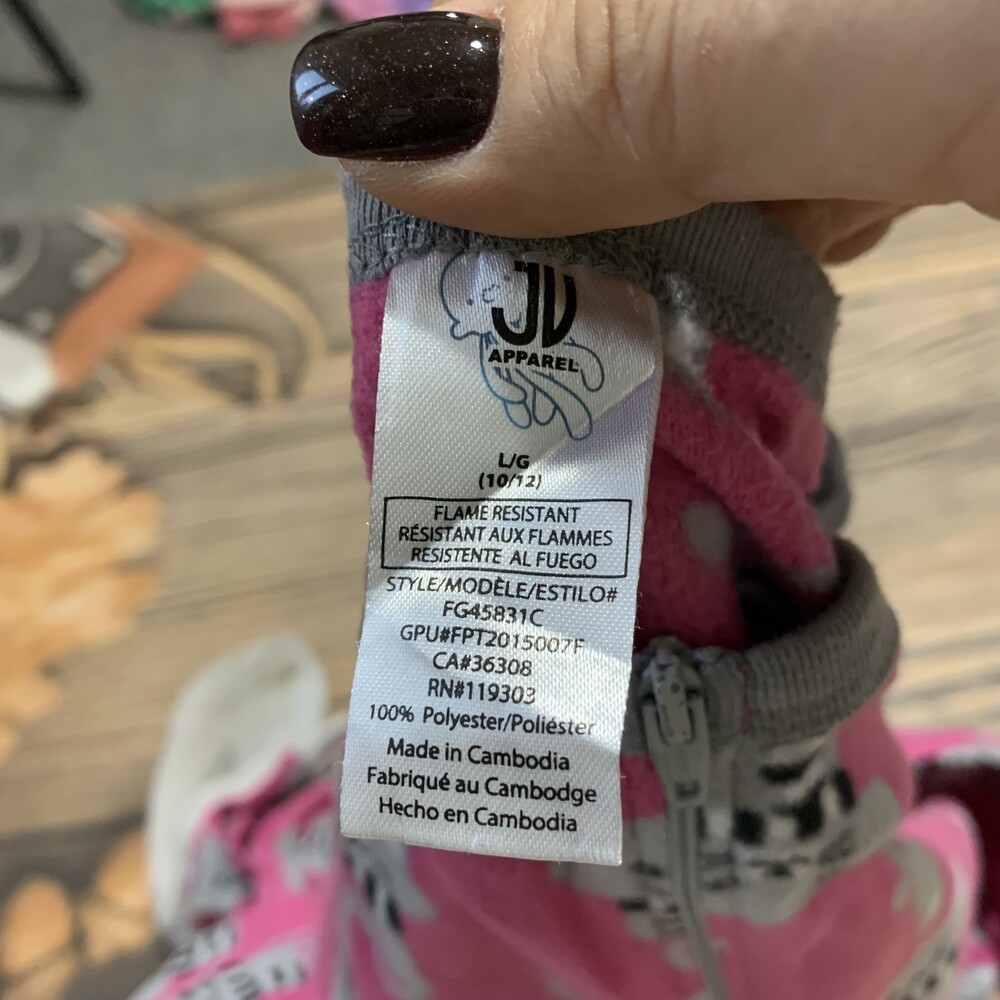 JV
APPAREL
L/G
(10/12)
FLAME RESISTANT
RÉSISTANT AUX FLAMMES
RESISTENTE AL FUEGO
STYLE/MODÈLE/ESTILO#
FG45831C
GPU#FPT2015007F
CA#36308
RN#119303
100% Polyester/Poliéster
Made in Cambodia
Fabriqué au Cambodge
Hecho en Cambodia